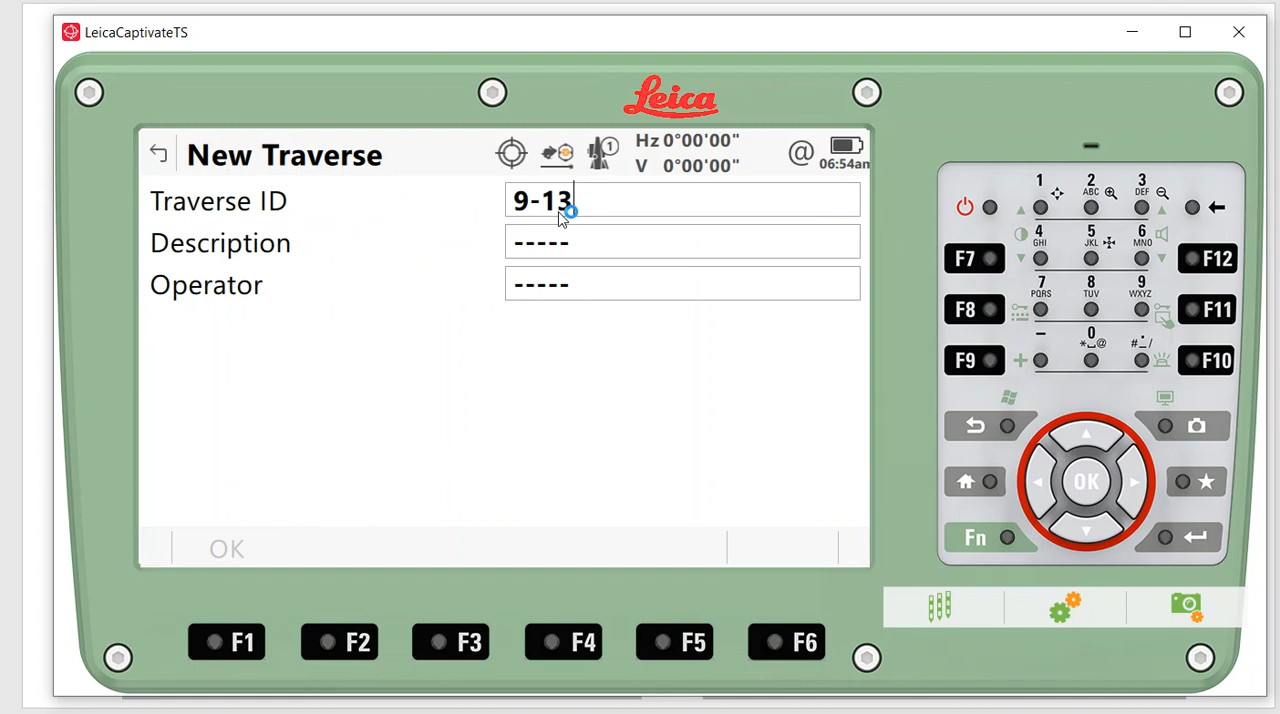 LeicaCaptivateTS
Leica
New Traverse
1
Hz 0°00'00"
V 0°00'00"
@
06:54am
Traverse ID
9-13
Description
-----
Operator
-----
OK
1 2 ABC 3 DEF
4 GHI 5 JKL 6 MNO
7 PQRS 8 TUV 9 WXYZ
- 0 *␣@ . #_/
+
F7 F12
F8 F11
F9 F10
OK
Fn
F1 F2 F3 F4 F5 F6